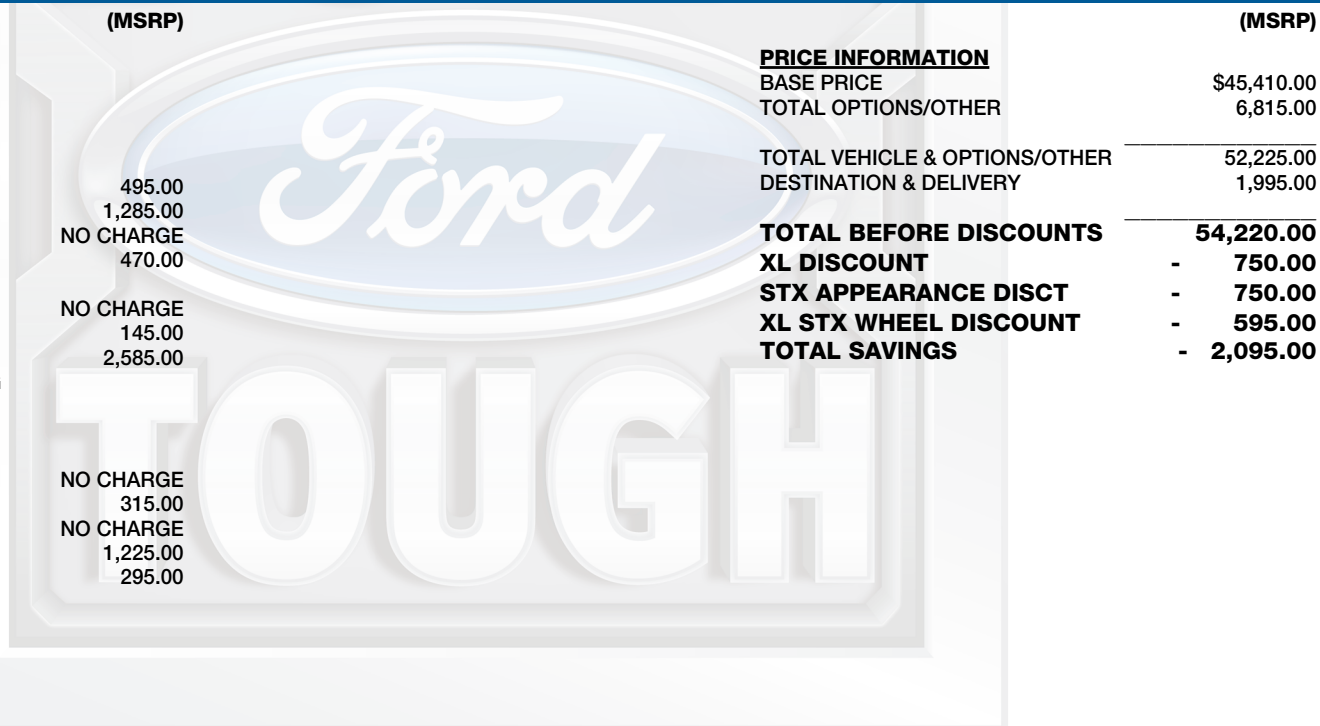 (MSRP)
495.00
1,285.00
NO CHARGE
470.00
NO CHARGE
145.00
2,585.00
NO CHARGE
315.00
NO CHARGE
1,225.00
295.00
(MSRP)
PRICE INFORMATION
BASE PRICE $45,410.00
TOTAL OPTIONS/OTHER 6,815.00
TOTAL VEHICLE & OPTIONS/OTHER 52,225.00
DESTINATION & DELIVERY 1,995.00
TOTAL BEFORE DISCOUNTS 54,220.00
XL DISCOUNT - 750.00
STX APPEARANCE DISCT - 750.00
XL STX WHEEL DISCOUNT - 595.00
TOTAL SAVINGS - 2,095.00
Ford
TOUGH